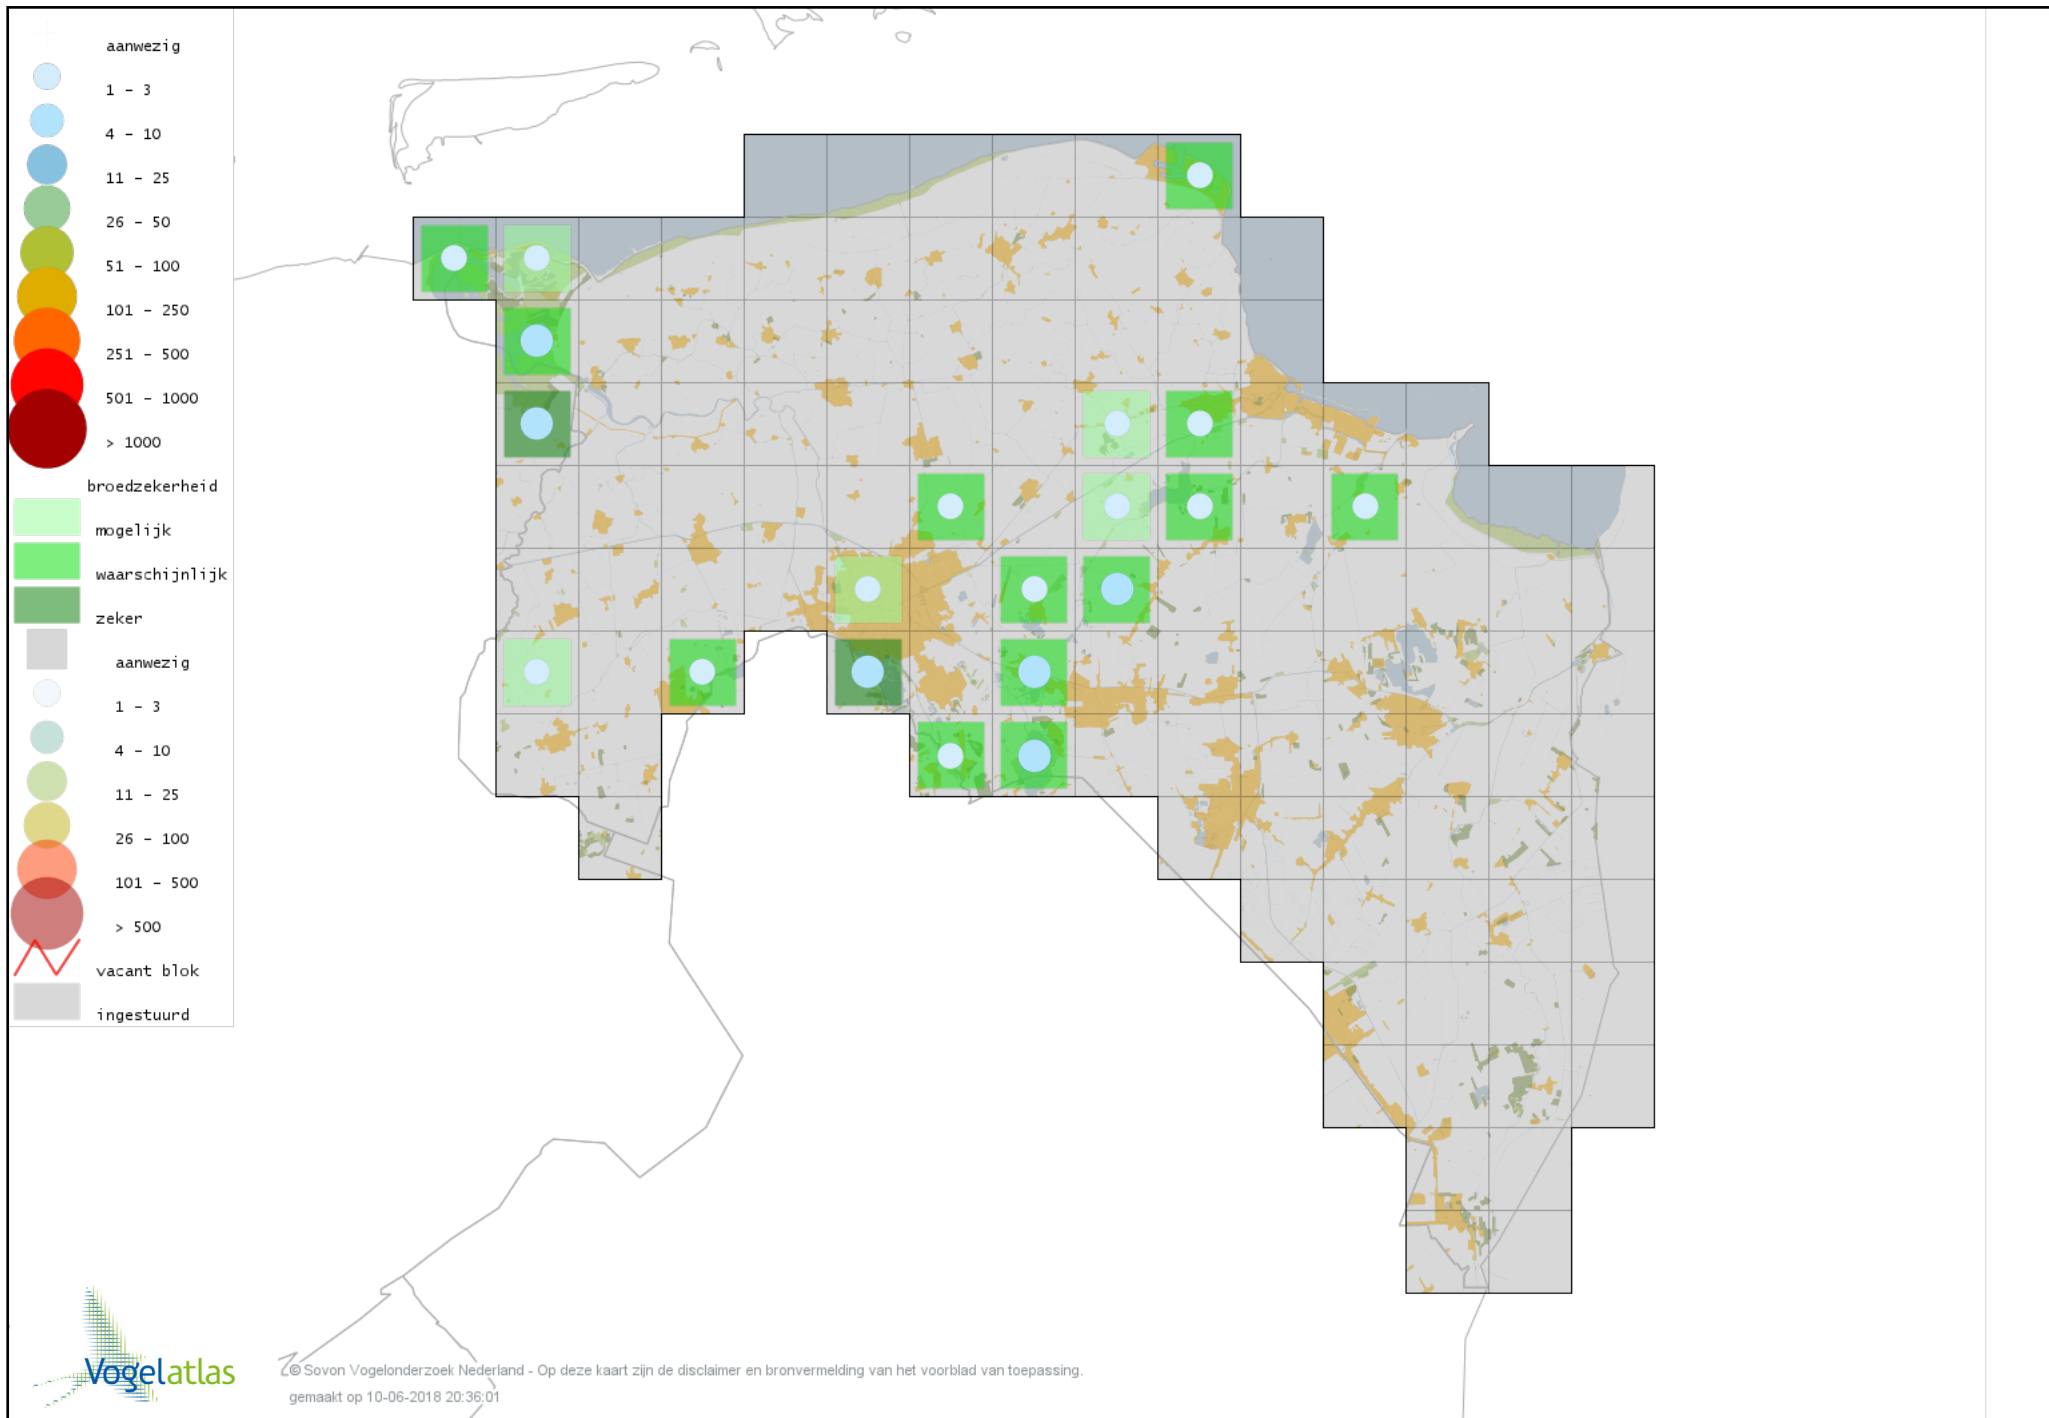 aanwezig
1 - 3
4 - 10
11 - 25
26 - 50
51 - 100
101 - 250
251 - 500
501 - 1000
> 1000
broedzekerheid
mogelijk
waarschijnlijk
zeker
aanwezig
1 - 3
4 - 10
11 - 25
26 - 100
101 - 500
> 500
vacant blok
ingestuurd
Vogelatlas
© Sovon Vogelonderzoek Nederland - Op deze kaart zijn de disclaimer en bronvermelding van het voorblad van toepassing.
gemaakt op 10-06-2018 20:36:01